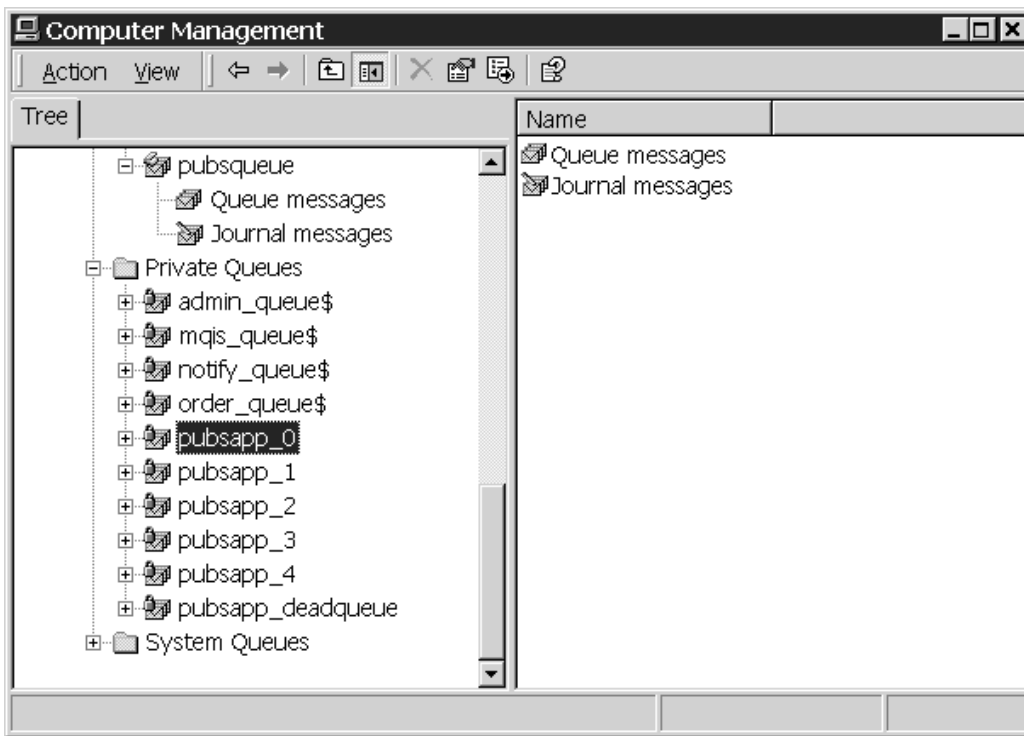 Computer Management
Action View
Tree
Name
pubsqueue
Queue messages
Journal messages
Private Queues
admin_queue$
mqis_queue$
notify_queue$
order_queue$
pubsapp_0
pubsapp_1
pubsapp_2
pubsapp_3
pubsapp_4
pubsapp_deadqueue
System Queues
Queue messages
Journal messages